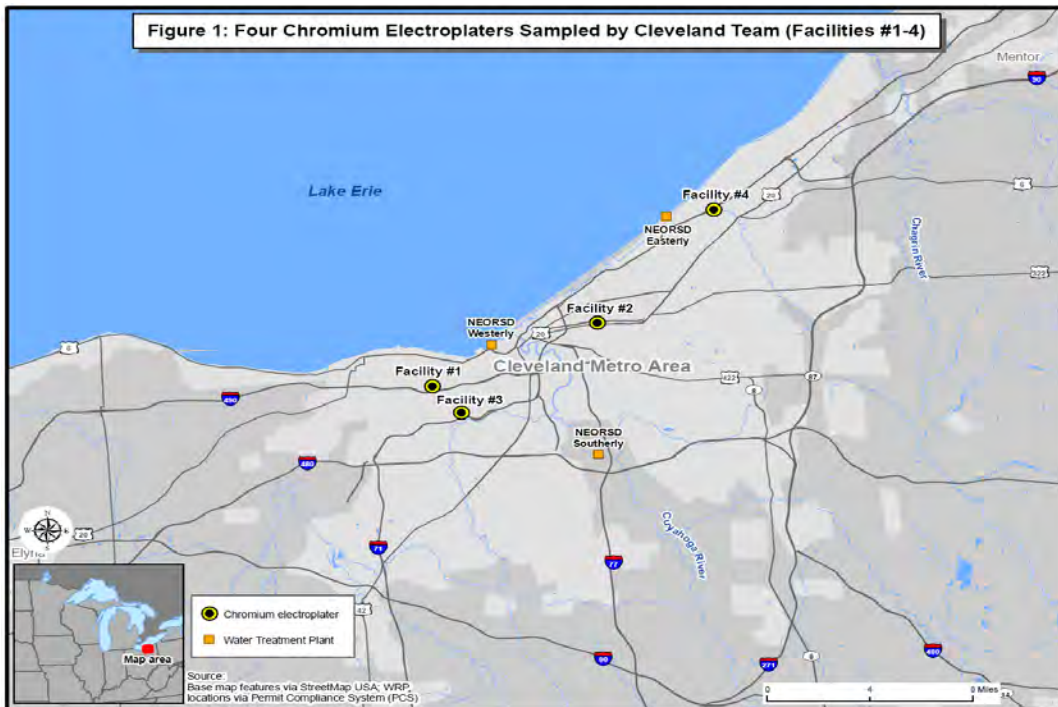 Figure 1: Four Chromium Electroplaters Sampled by Cleveland Team (Facilities #1-4)
Mentor
90
Lake Erie
Facility #4
20
6
NEORSD
Easterly
Chagrin River
322
Facility #2
NEORSD
Westerly
20
6
Cleveland Metro Area
422
87
8
Facility #1
490
Facility #3
NEORSD
Southerly
480
Cuyahoga River
N
W
E
S
20
Elyria
71
77
42
Chromium electroplater
Water Treatment Plant
Map area
Source:
Base map features via StreetMap USA; WRP
locations via Permit Compliance System (PCS)
80
271
8
480
0 4 8 Miles